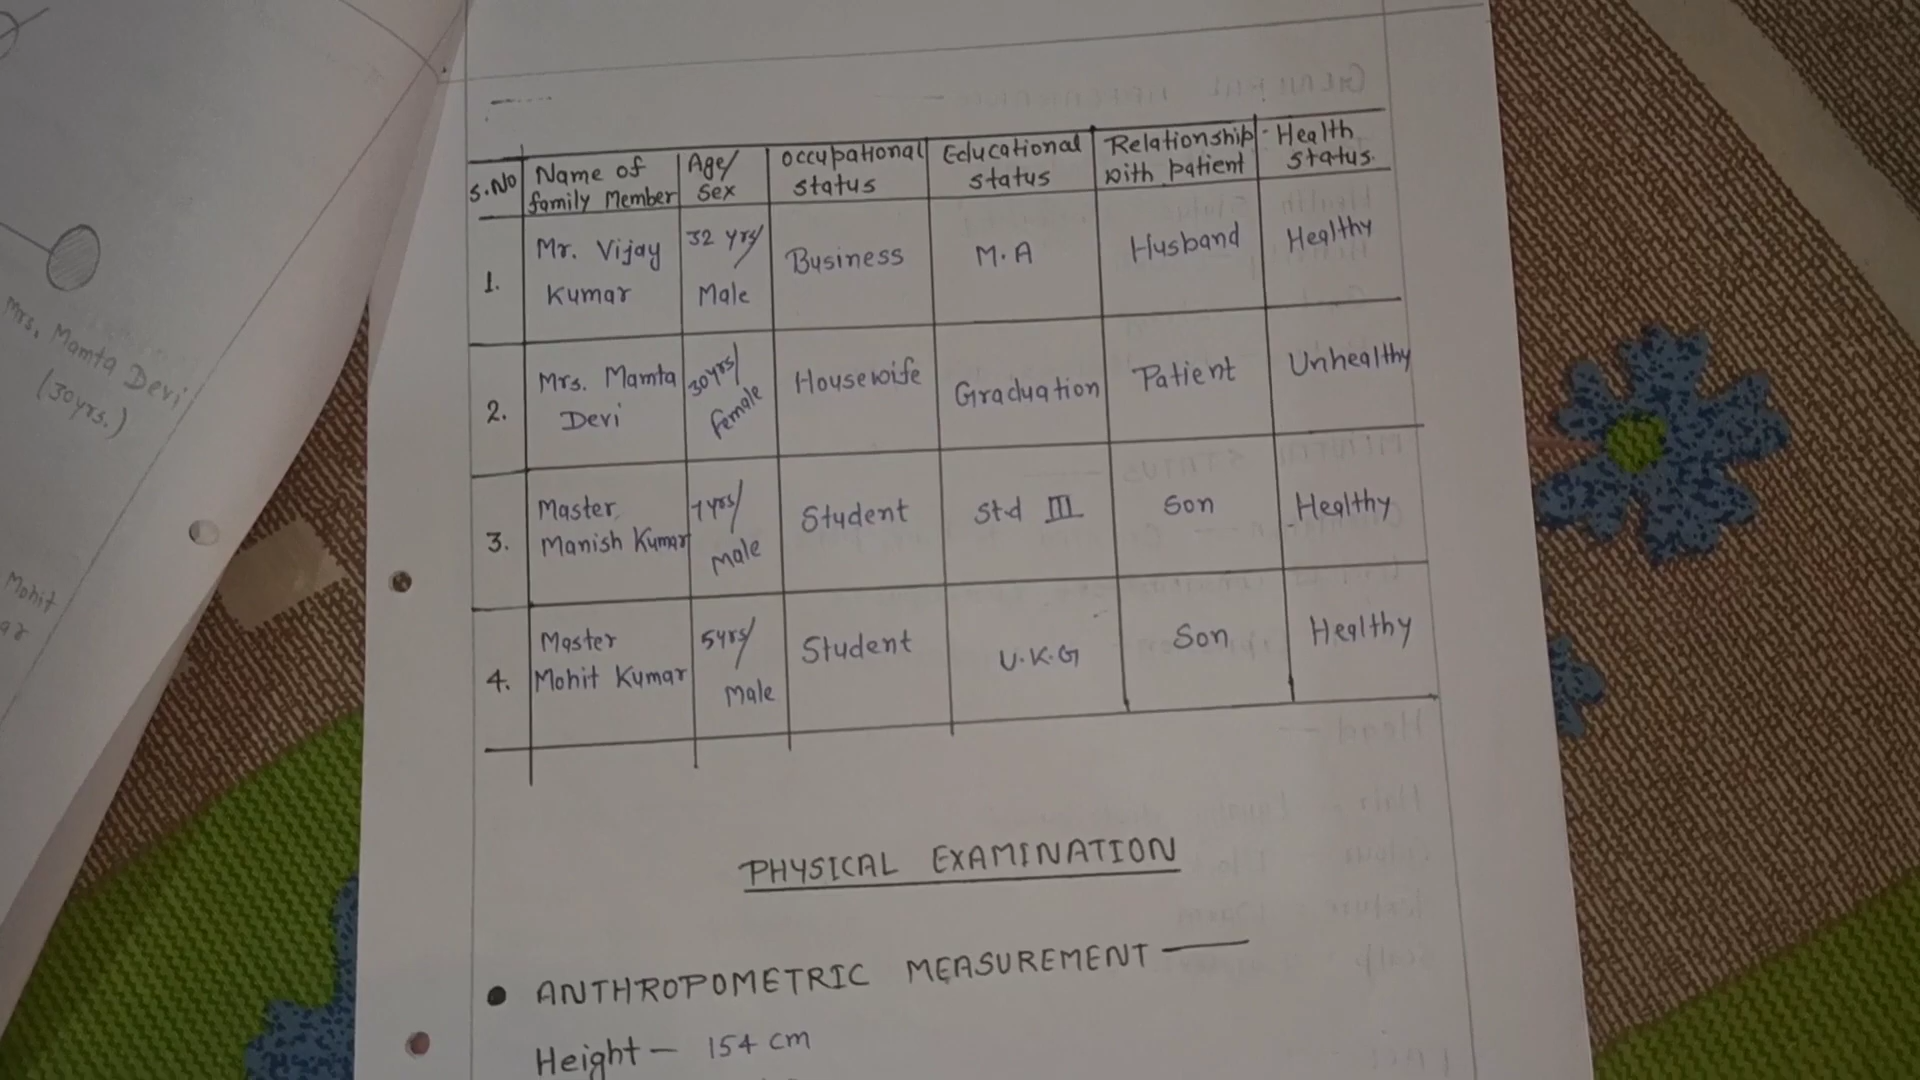 Mrs. Mamta Devi
(30yrs.)
Mohit
S.No Name of family Member Age/ Sex Occupational status Educational status Relationship with patient Health status.
1. Mr. Vijay Kumar 32 yrs/ Male Business M.A Husband Healthy
2. Mrs. Mamta Devi 30yrs/ Female Housewife Graduation Patient Unhealthy
3. Master Manish Kumar 7yrs/ Male Student Std III Son Healthy
4. Master Mohit Kumar 5yrs/ Male Student U.K.G Son Healthy
PHYSICAL EXAMINATION
• ANTHROPOMETRIC MEASUREMENT —
Height — 154 cm